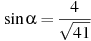 sin α = 4/√41